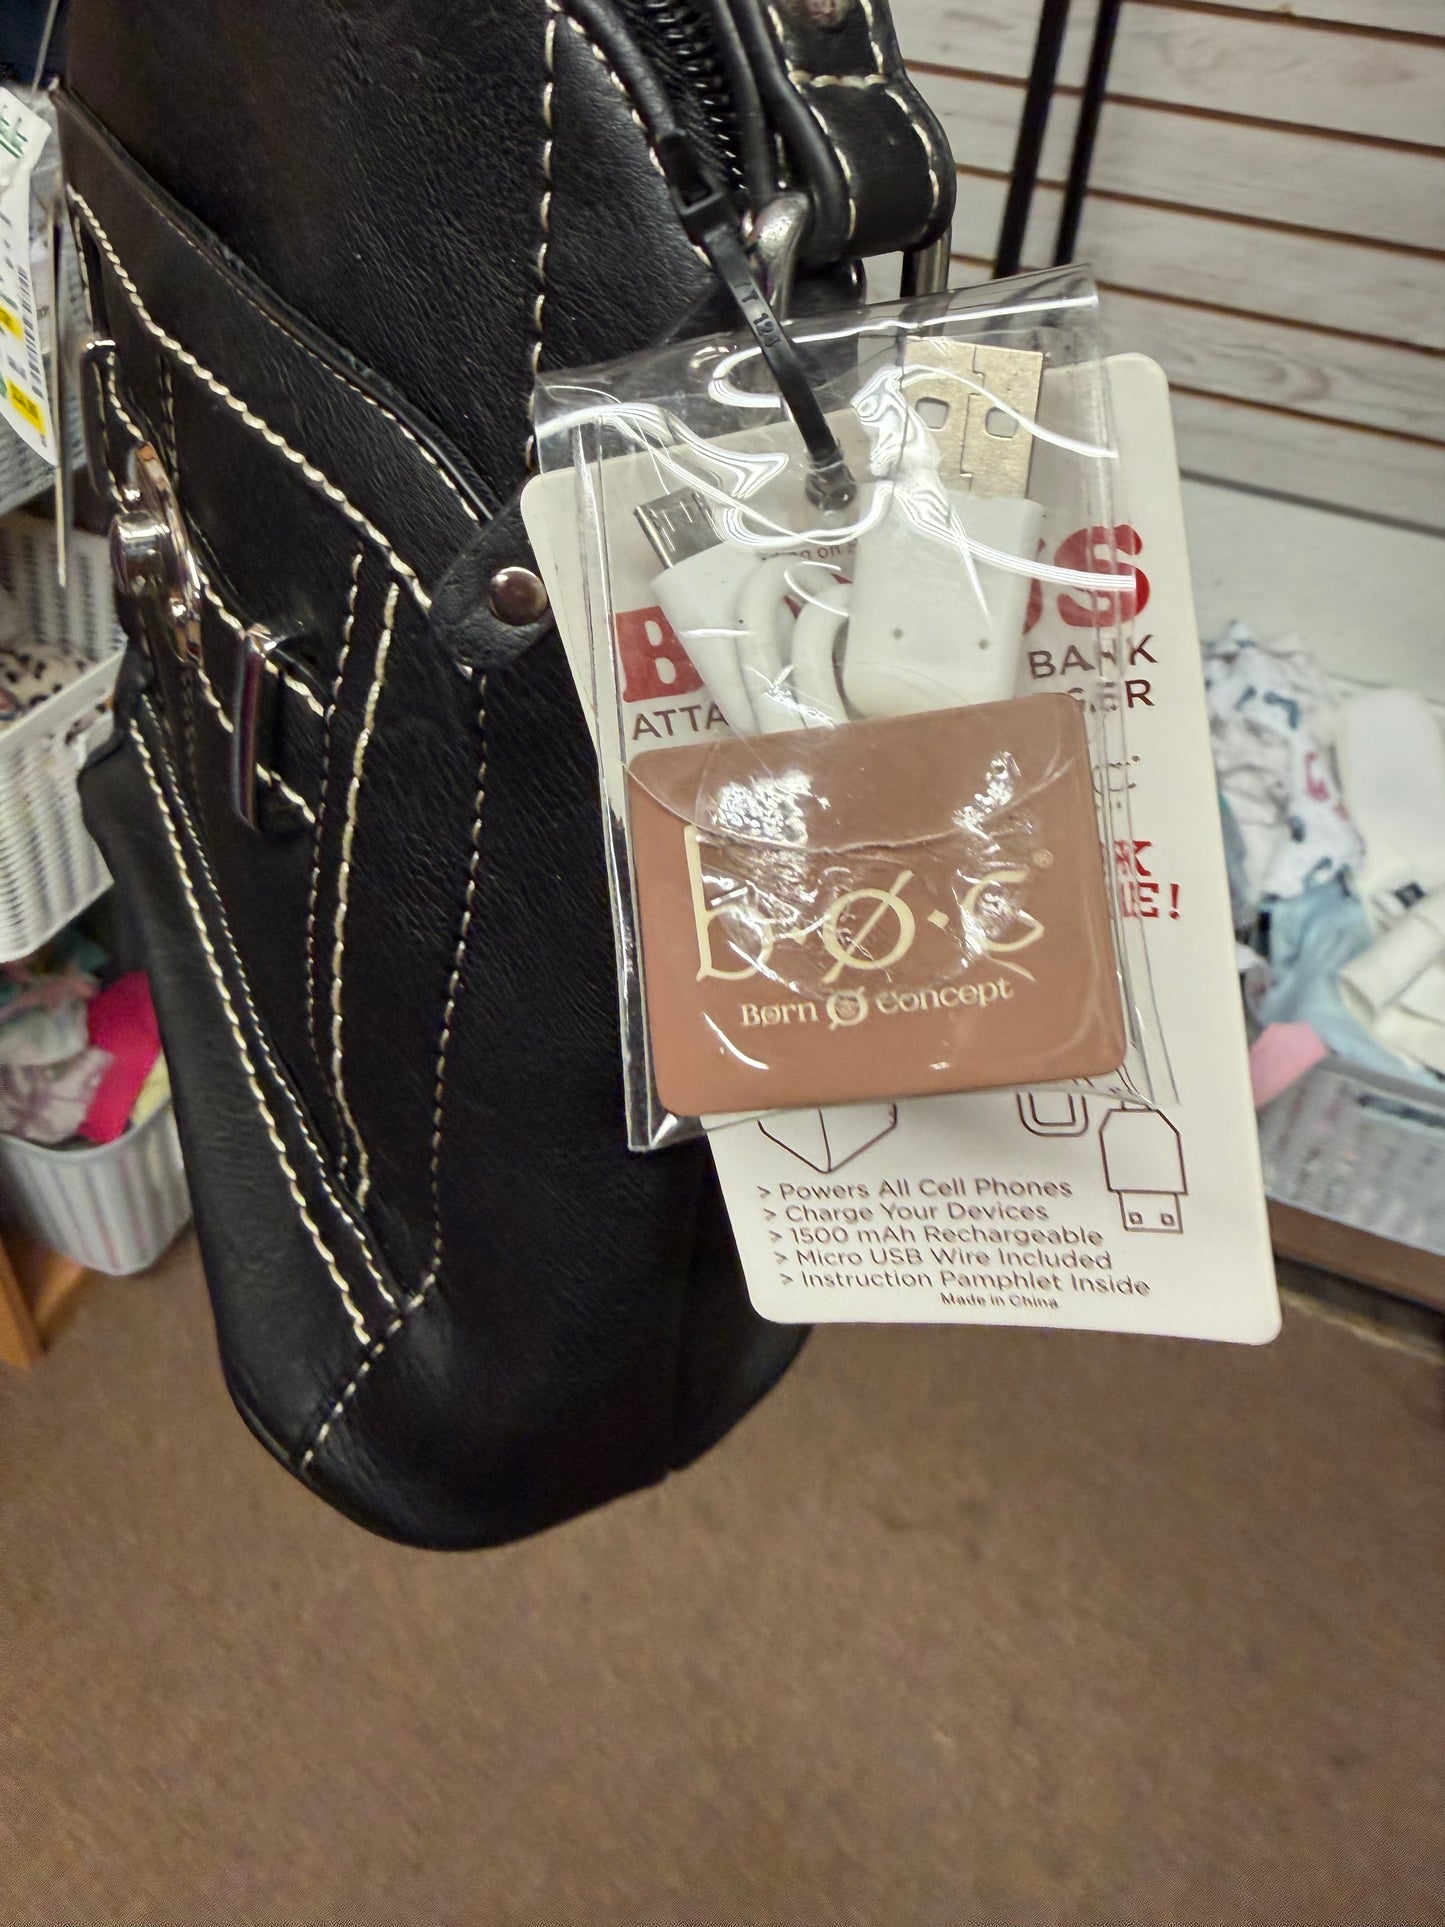 BANK
ATTA GER
b·ø·c®
Børn Concept
> Powers All Cell Phones
> Charge Your Devices
> 1500 mAh Rechargeable
> Micro USB Wire Included
> Instruction Pamphlet Inside
Made in China